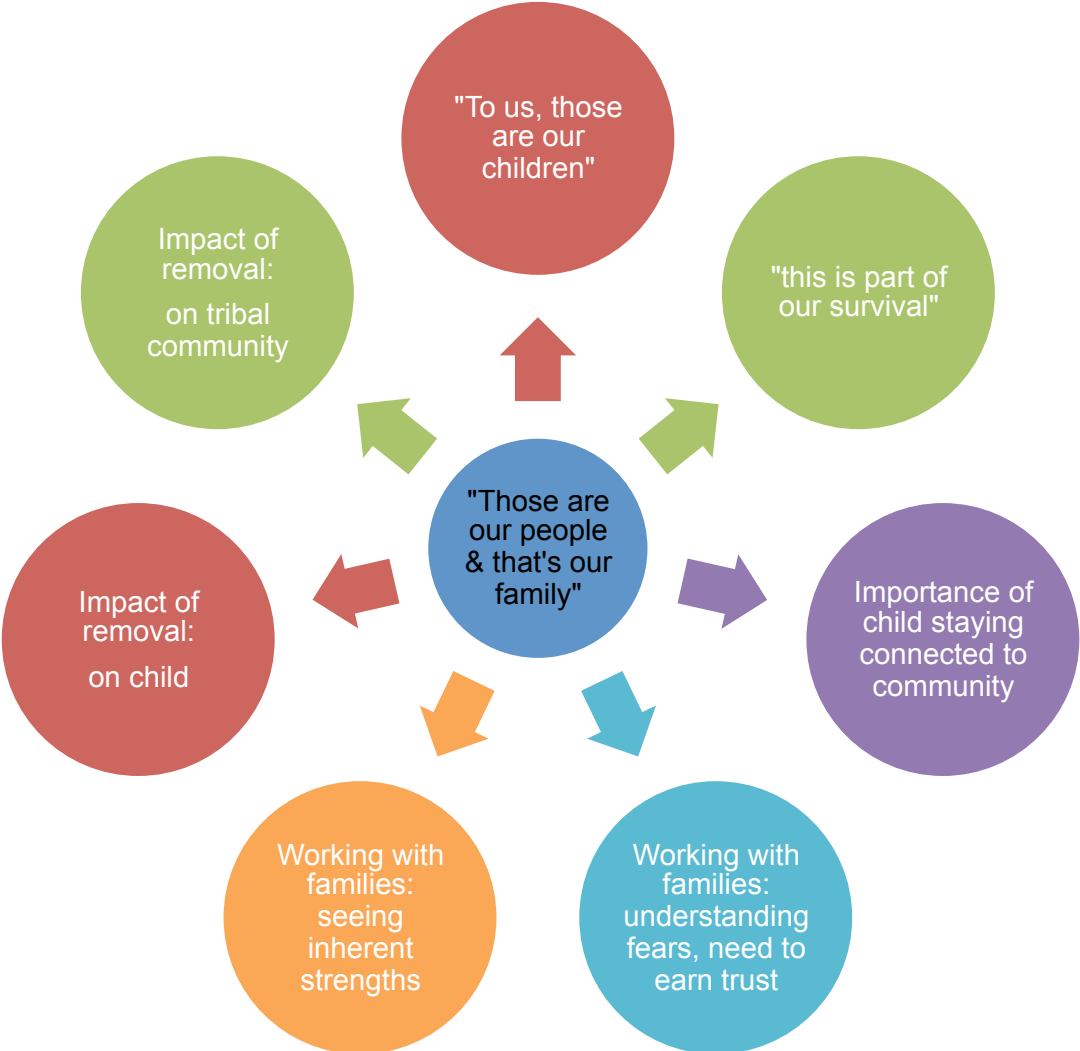 "To us, those
are our
children"
"this is part of
our survival"
Importance of
child staying
connected to
community
Working with
families:
understanding
fears, need to
earn trust
Working with
families:
seeing
inherent
strengths
Impact of
removal:
on child
Impact of
removal:
on tribal
community
"Those are
our people
& that's our
family"